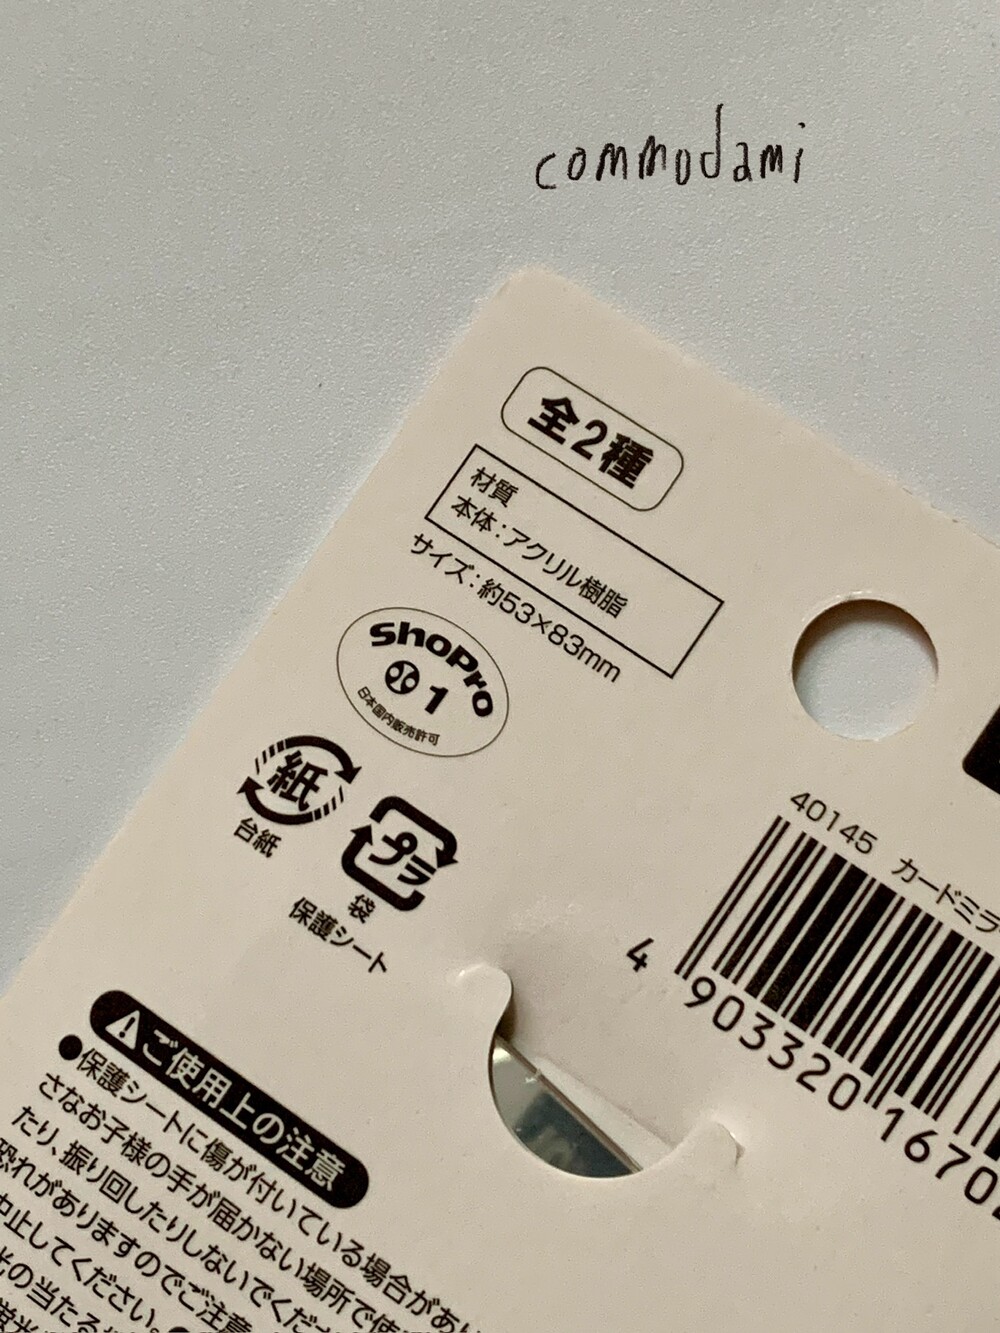 commodami
全2種
材質
本体：アクリル樹脂
サイズ：約53×83mm
ShoPro
1
日本国内販売許可
紙
台紙
プラ
袋
保護シート
40145 カードミラ
4 903320 1670
ご使用上の注意
●保護シートに傷が付いている場合があ
さなお子様の手が届かない場所で使
たり、振り回したりしないでくだ
恐れがありますのでご注意
中止してください。
光の当たる